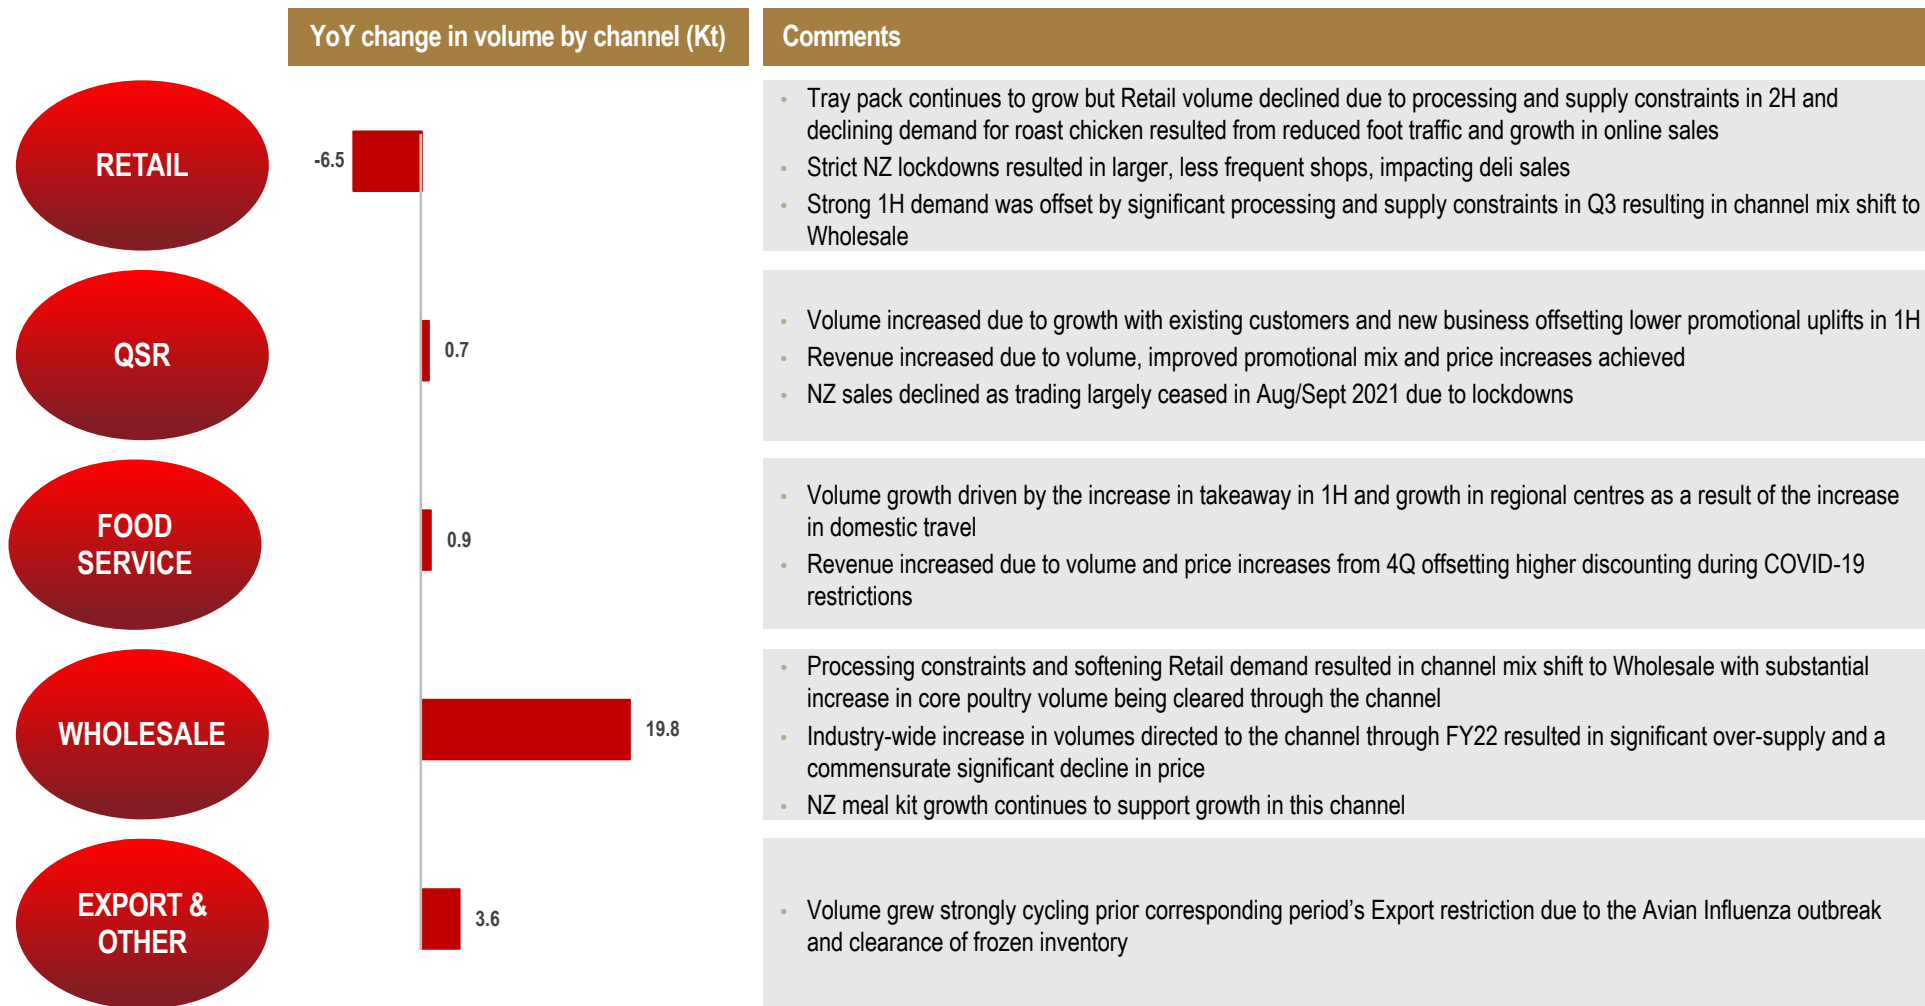 YoY change in volume by channel (Kt)
Comments
RETAIL
-6.5
• Tray pack continues to grow but Retail volume declined due to processing and supply constraints in 2H and
declining demand for roast chicken resulted from reduced foot traffic and growth in online sales
• Strict NZ lockdowns resulted in larger, less frequent shops, impacting deli sales
• Strong 1H demand was offset by significant processing and supply constraints in Q3 resulting in channel mix shift to
Wholesale
QSR
0.7
• Volume increased due to growth with existing customers and new business offsetting lower promotional uplifts in 1H
• Revenue increased due to volume, improved promotional mix and price increases achieved
• NZ sales declined as trading largely ceased in Aug/Sept 2021 due to lockdowns
FOOD
SERVICE
0.9
• Volume growth driven by the increase in takeaway in 1H and growth in regional centres as a result of the increase
in domestic travel
• Revenue increased due to volume and price increases from 4Q offsetting higher discounting during COVID-19
restrictions
WHOLESALE
19.8
• Processing constraints and softening Retail demand resulted in channel mix shift to Wholesale with substantial
increase in core poultry volume being cleared through the channel
• Industry-wide increase in volumes directed to the channel through FY22 resulted in significant over-supply and a
commensurate significant decline in price
• NZ meal kit growth continues to support growth in this channel
EXPORT &
OTHER
3.6
• Volume grew strongly cycling prior corresponding period's Export restriction due to the Avian Influenza outbreak
and clearance of frozen inventory